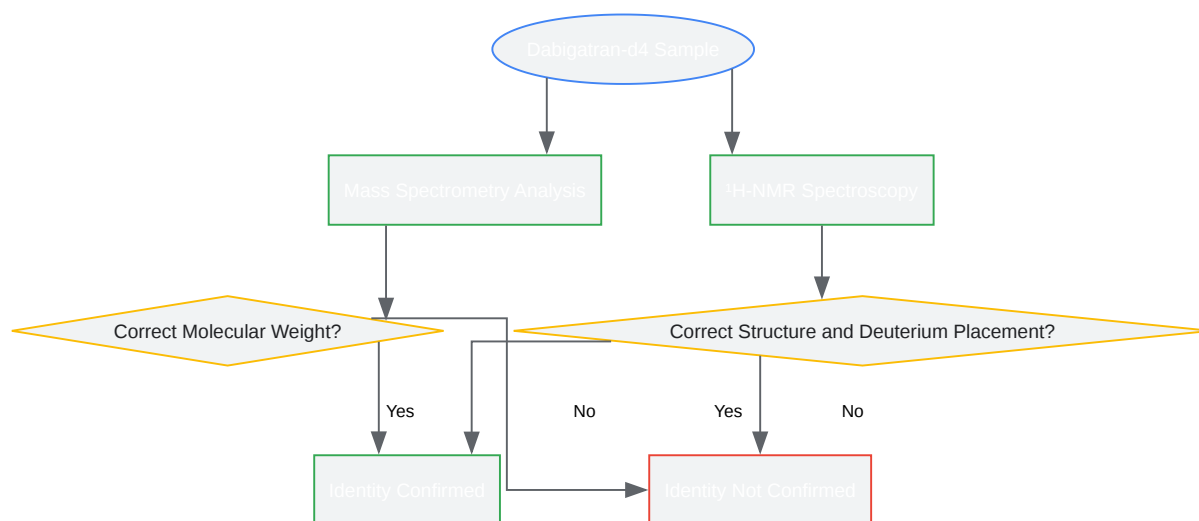 Dabigatran-d4 Sample
Mass Spectrometry Analysis
¹H-NMR Spectroscopy
Correct Molecular Weight?
Correct Structure and Deuterium Placement?
Yes
No
Yes
No
Identity Confirmed
Identity Not Confirmed